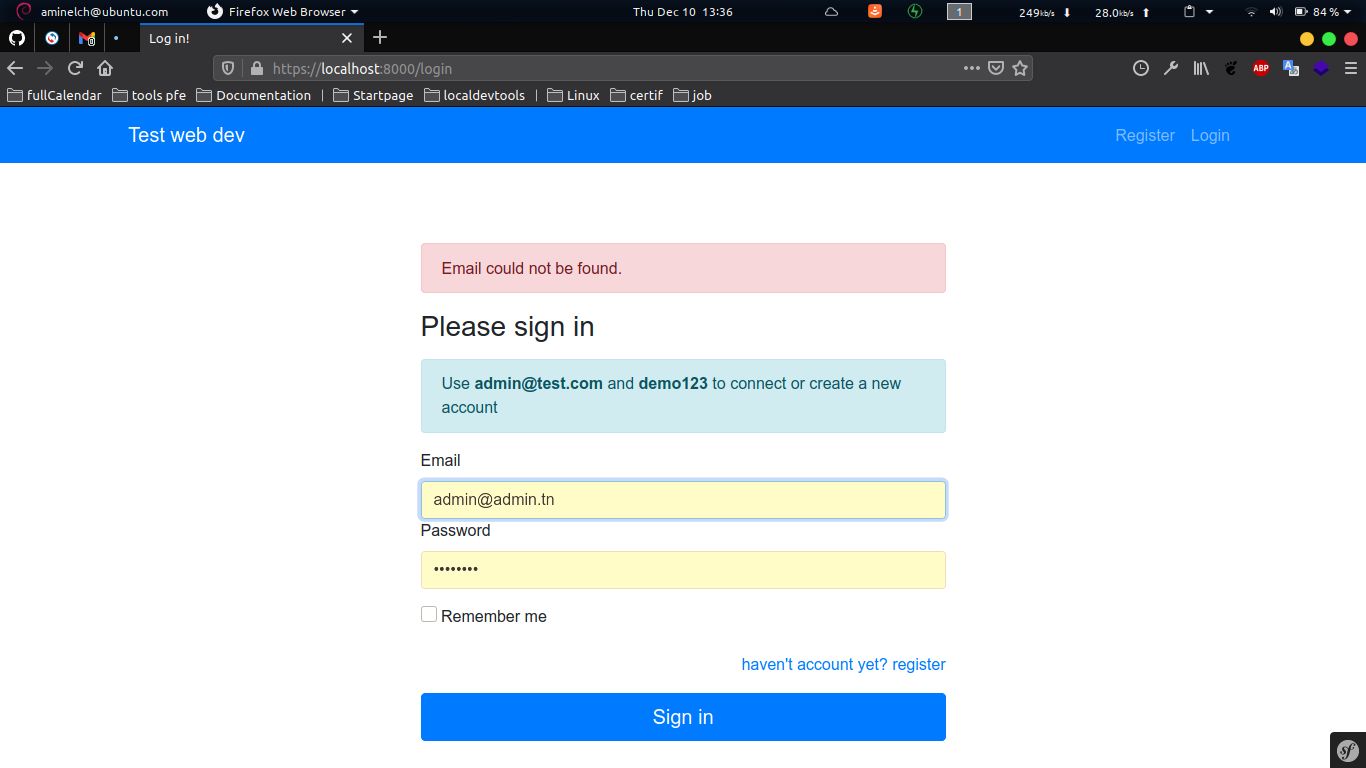 aminelch@ubuntu.com Firefox Web Browser Thu Dec 10 13:36 1 249kb/s 28.0kb/s 84 %
Log in!
https://localhost:8000/login ABP
fullCalendar tools pfe Documentation | Startpage localdevtools | Linux certif job
Test web dev Register Login
Email could not be found.
Please sign in
Use admin@test.com and demo123 to connect or create a new
account
Email
admin@admin.tn
Password
••••••••
Remember me
haven't account yet? register
Sign in
sf